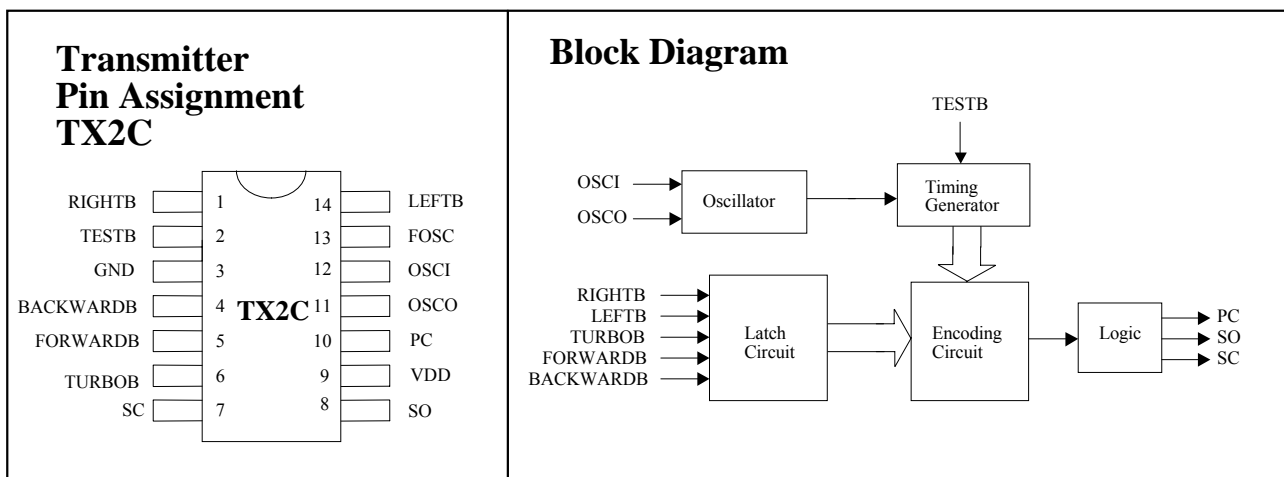 Transmitter
Pin Assignment
TX2C
RIGHTB 1 14 LEFTB
TESTB 2 13 FOSC
GND 3 12 OSCI
BACKWARDB 4 TX2C 11 OSCO
FORWARDB 5 10 PC
TURBOB 6 9 VDD
SC 7 8 SO
Block Diagram
TESTB
OSCI
OSCO
Oscillator
Timing
Generator
RIGHTB
LEFTB
TURBOB
FORWARDB
BACKWARDB
Latch
Circuit
Encoding
Circuit
Logic
PC
SO
SC